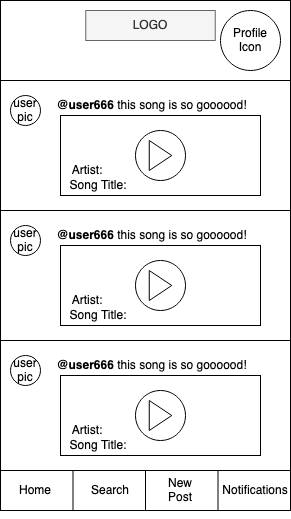 LOGO
Profile
Icon
user
pic
@user666 this song is so goooood!
Artist:
Song Title:
user
pic
@user666 this song is so goooood!
Artist:
Song Title:
user
pic
@user666 this song is so goooood!
Artist:
Song Title:
Home
Search
New
Post
Notifications